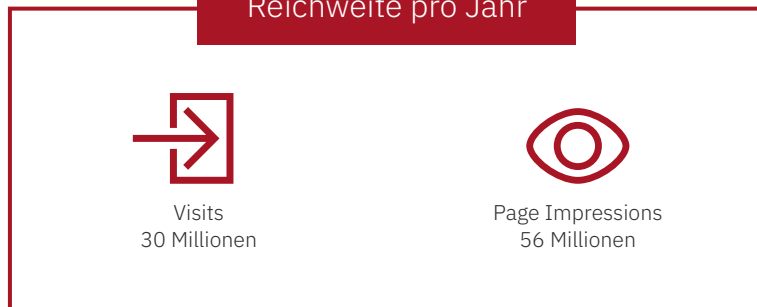 Reichweite pro Jahr
Visits
30 Millionen
Page Impressions
56 Millionen